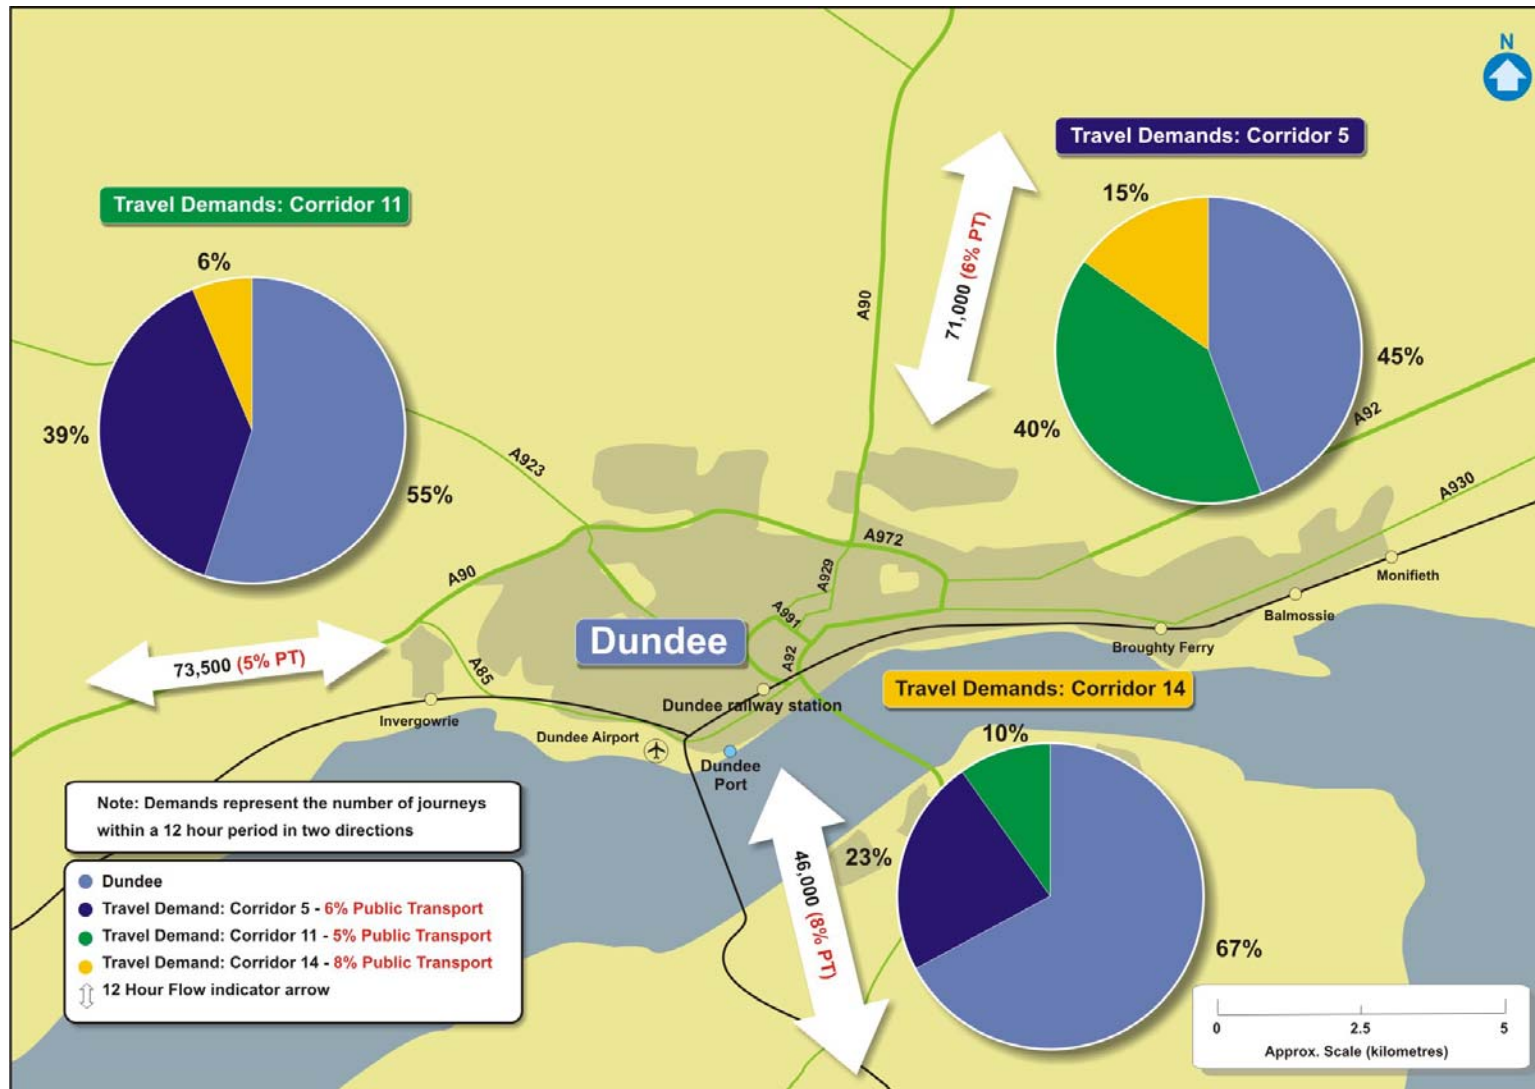 N
Travel Demands: Corridor 5
15%
45%
40%
Travel Demands: Corridor 11
6%
39%
55%
71,000 (6% PT)
A90
A92
A930
A923
A972
A929
A991
A90
A92
A85
73,500 (5% PT)
Dundee
Monifieth
Balmossie
Broughty Ferry
Dundee railway station
Invergowrie
Dundee Airport
Dundee
Port
Travel Demands: Corridor 14
10%
23%
67%
46,000 (8% PT)
Note: Demands represent the number of journeys
within a 12 hour period in two directions
Dundee
Travel Demand: Corridor 5 - 6% Public Transport
Travel Demand: Corridor 11 - 5% Public Transport
Travel Demand: Corridor 14 - 8% Public Transport
12 Hour Flow indicator arrow
0 2.5 5
Approx. Scale (kilometres)